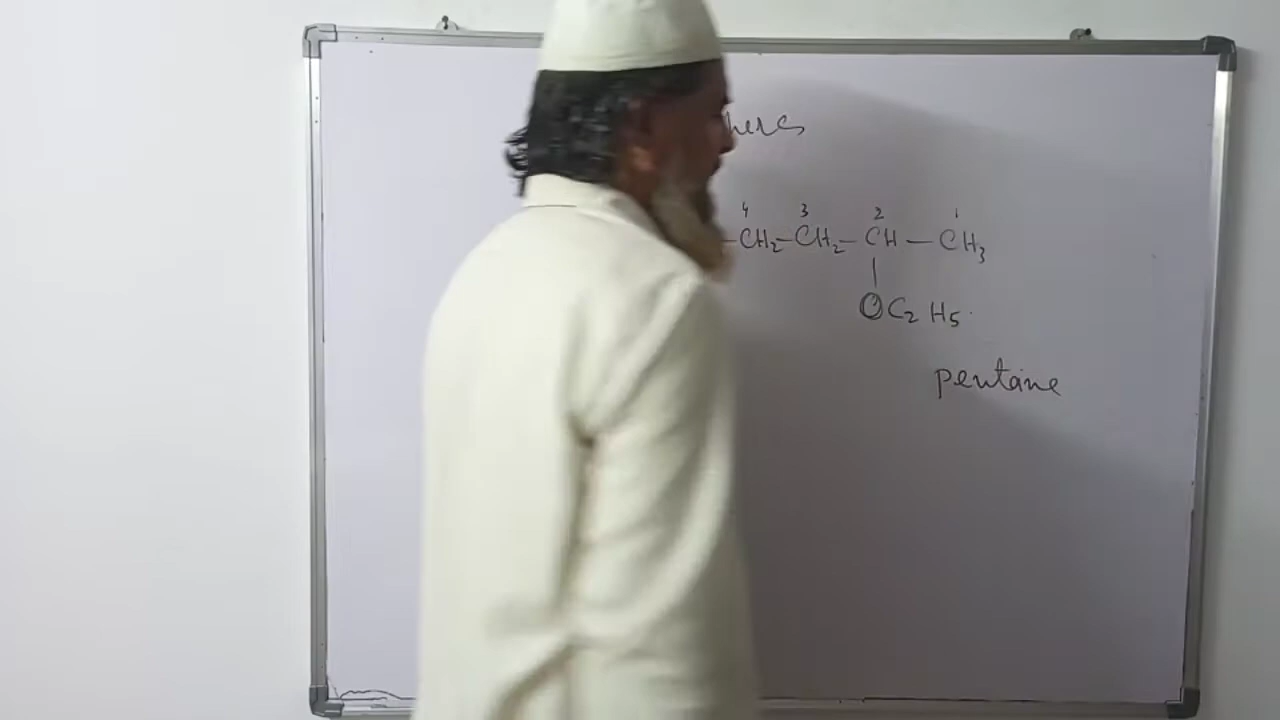 hers
4 3 2 1
–CH₂–CH₂–CH–CH₃
|
OC₂H₅
pentane